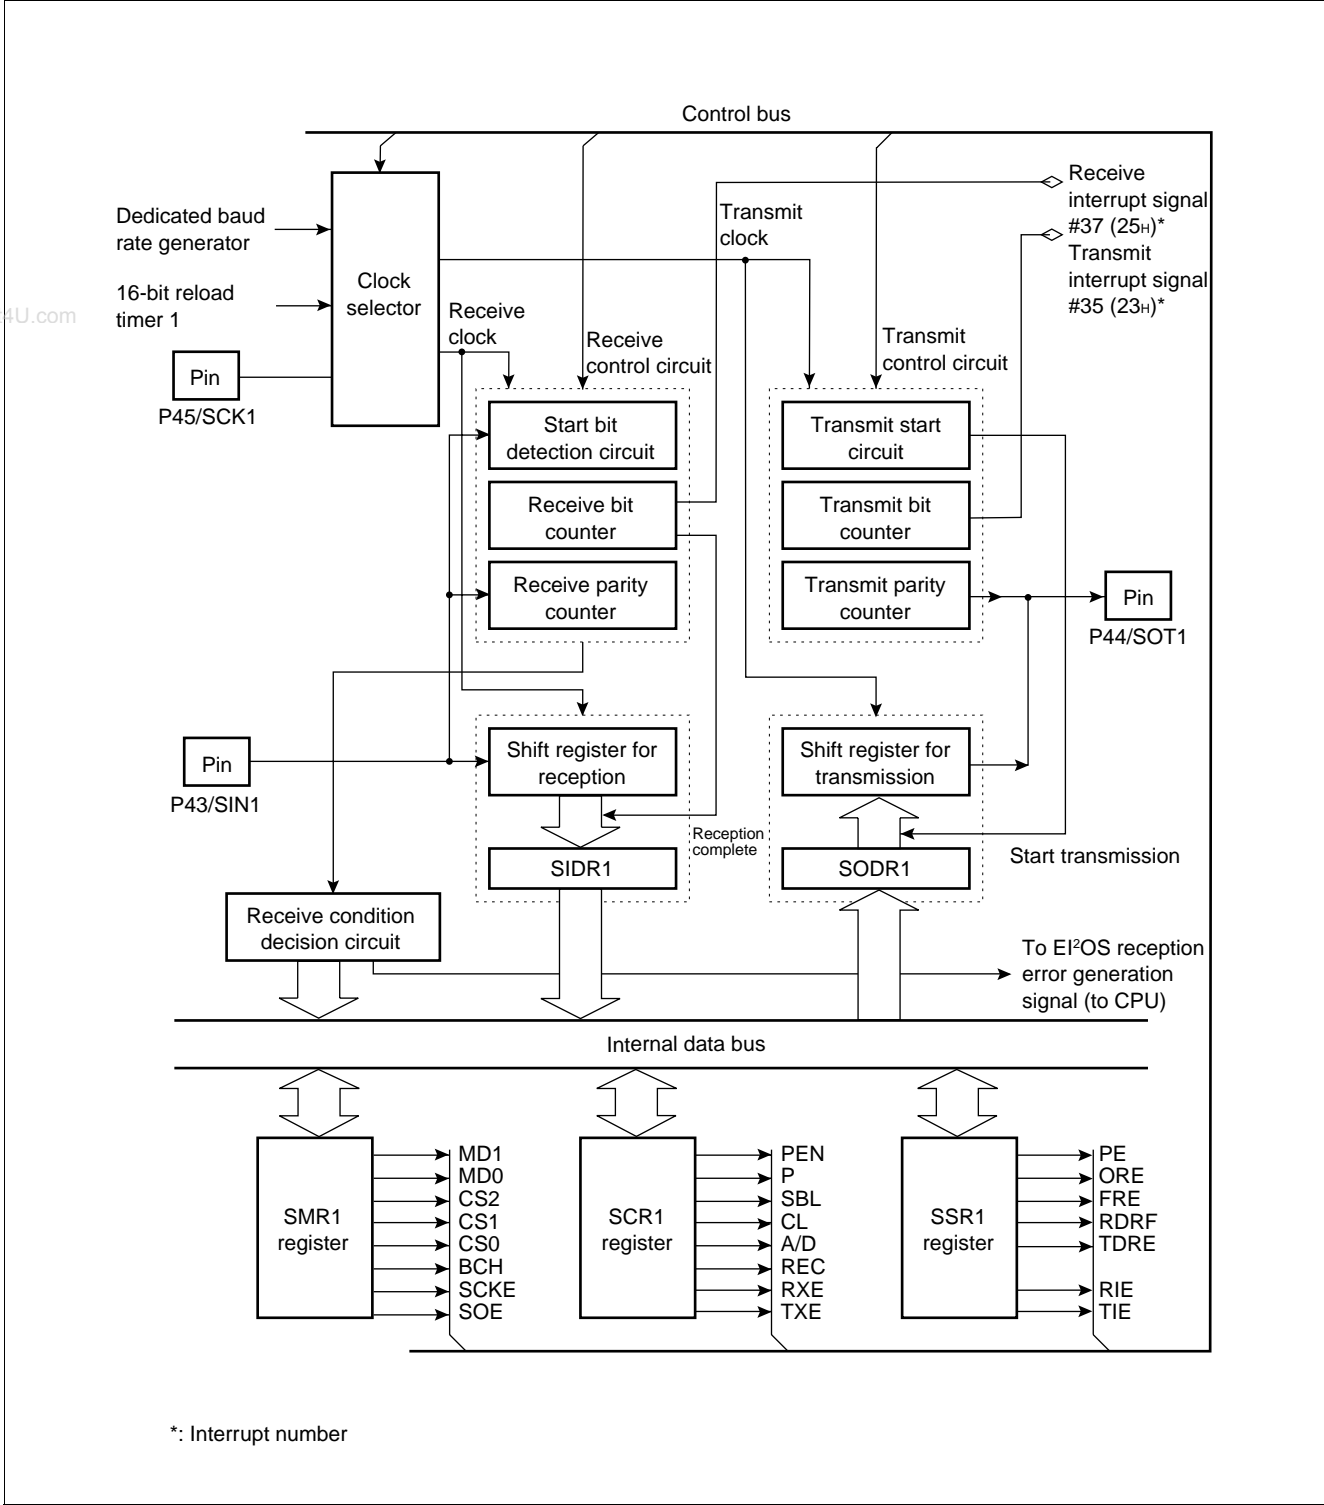 Control bus
Dedicated baud
rate generator
16-bit reload
timer 1
4U.com
Pin
P45/SCK1
Clock
selector
Receive
clock
Transmit
clock
Receive
control circuit
Transmit
control circuit
Receive
interrupt signal
#37 (25H)*
Transmit
interrupt signal
#35 (23H)*
Start bit
detection circuit
Receive bit
counter
Receive parity
counter
Transmit start
circuit
Transmit bit
counter
Transmit parity
counter
Pin
P44/SOT1
Pin
P43/SIN1
Shift register for
reception
Shift register for
transmission
Reception
complete
SIDR1
SODR1
Start transmission
Receive condition
decision circuit
To EI²OS reception
error generation
signal (to CPU)
Internal data bus
SMR1
register
MD1
MD0
CS2
CS1
CS0
BCH
SCKE
SOE
SCR1
register
PEN
P
SBL
CL
A/D
REC
RXE
TXE
SSR1
register
PE
ORE
FRE
RDRF
TDRE
RIE
TIE
*: Interrupt number